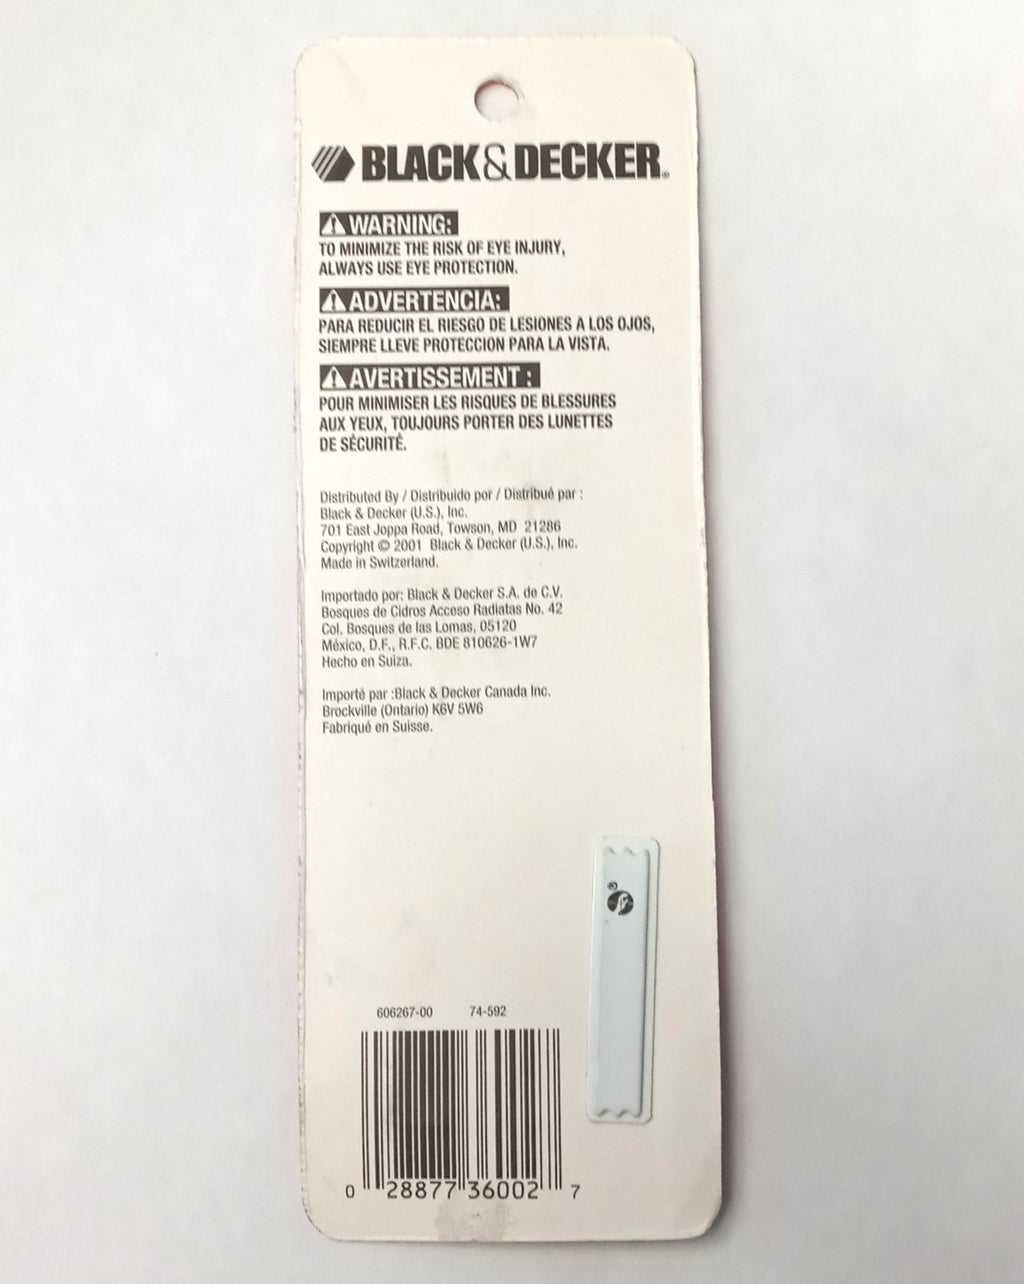 BLACK&DECKER®
WARNING:
TO MINIMIZE THE RISK OF EYE INJURY,
ALWAYS USE EYE PROTECTION.
ADVERTENCIA:
PARA REDUCIR EL RIESGO DE LESIONES A LOS OJOS,
SIEMPRE LLEVE PROTECCION PARA LA VISTA.
AVERTISSEMENT :
POUR MINIMISER LES RISQUES DE BLESSURES
AUX YEUX, TOUJOURS PORTER DES LUNETTES
DE SÉCURITÉ.
Distributed By / Distribuido por / Distribué par :
Black & Decker (U.S.), Inc.
701 East Joppa Road, Towson, MD 21286
Copyright © 2001 Black & Decker (U.S.), Inc.
Made in Switzerland.
Importado por: Black & Decker S.A. de C.V.
Bosques de Cidros Acceso Radiatas No. 42
Col. Bosques de las Lomas, 05120
México, D.F., R.F.C. BDE 810626-1W7
Hecho en Suiza.
Importé par :Black & Decker Canada Inc.
Brockville (Ontario) K6V 5W6
Fabriqué en Suisse.
606267-00 74-592
0 28877 36002 7